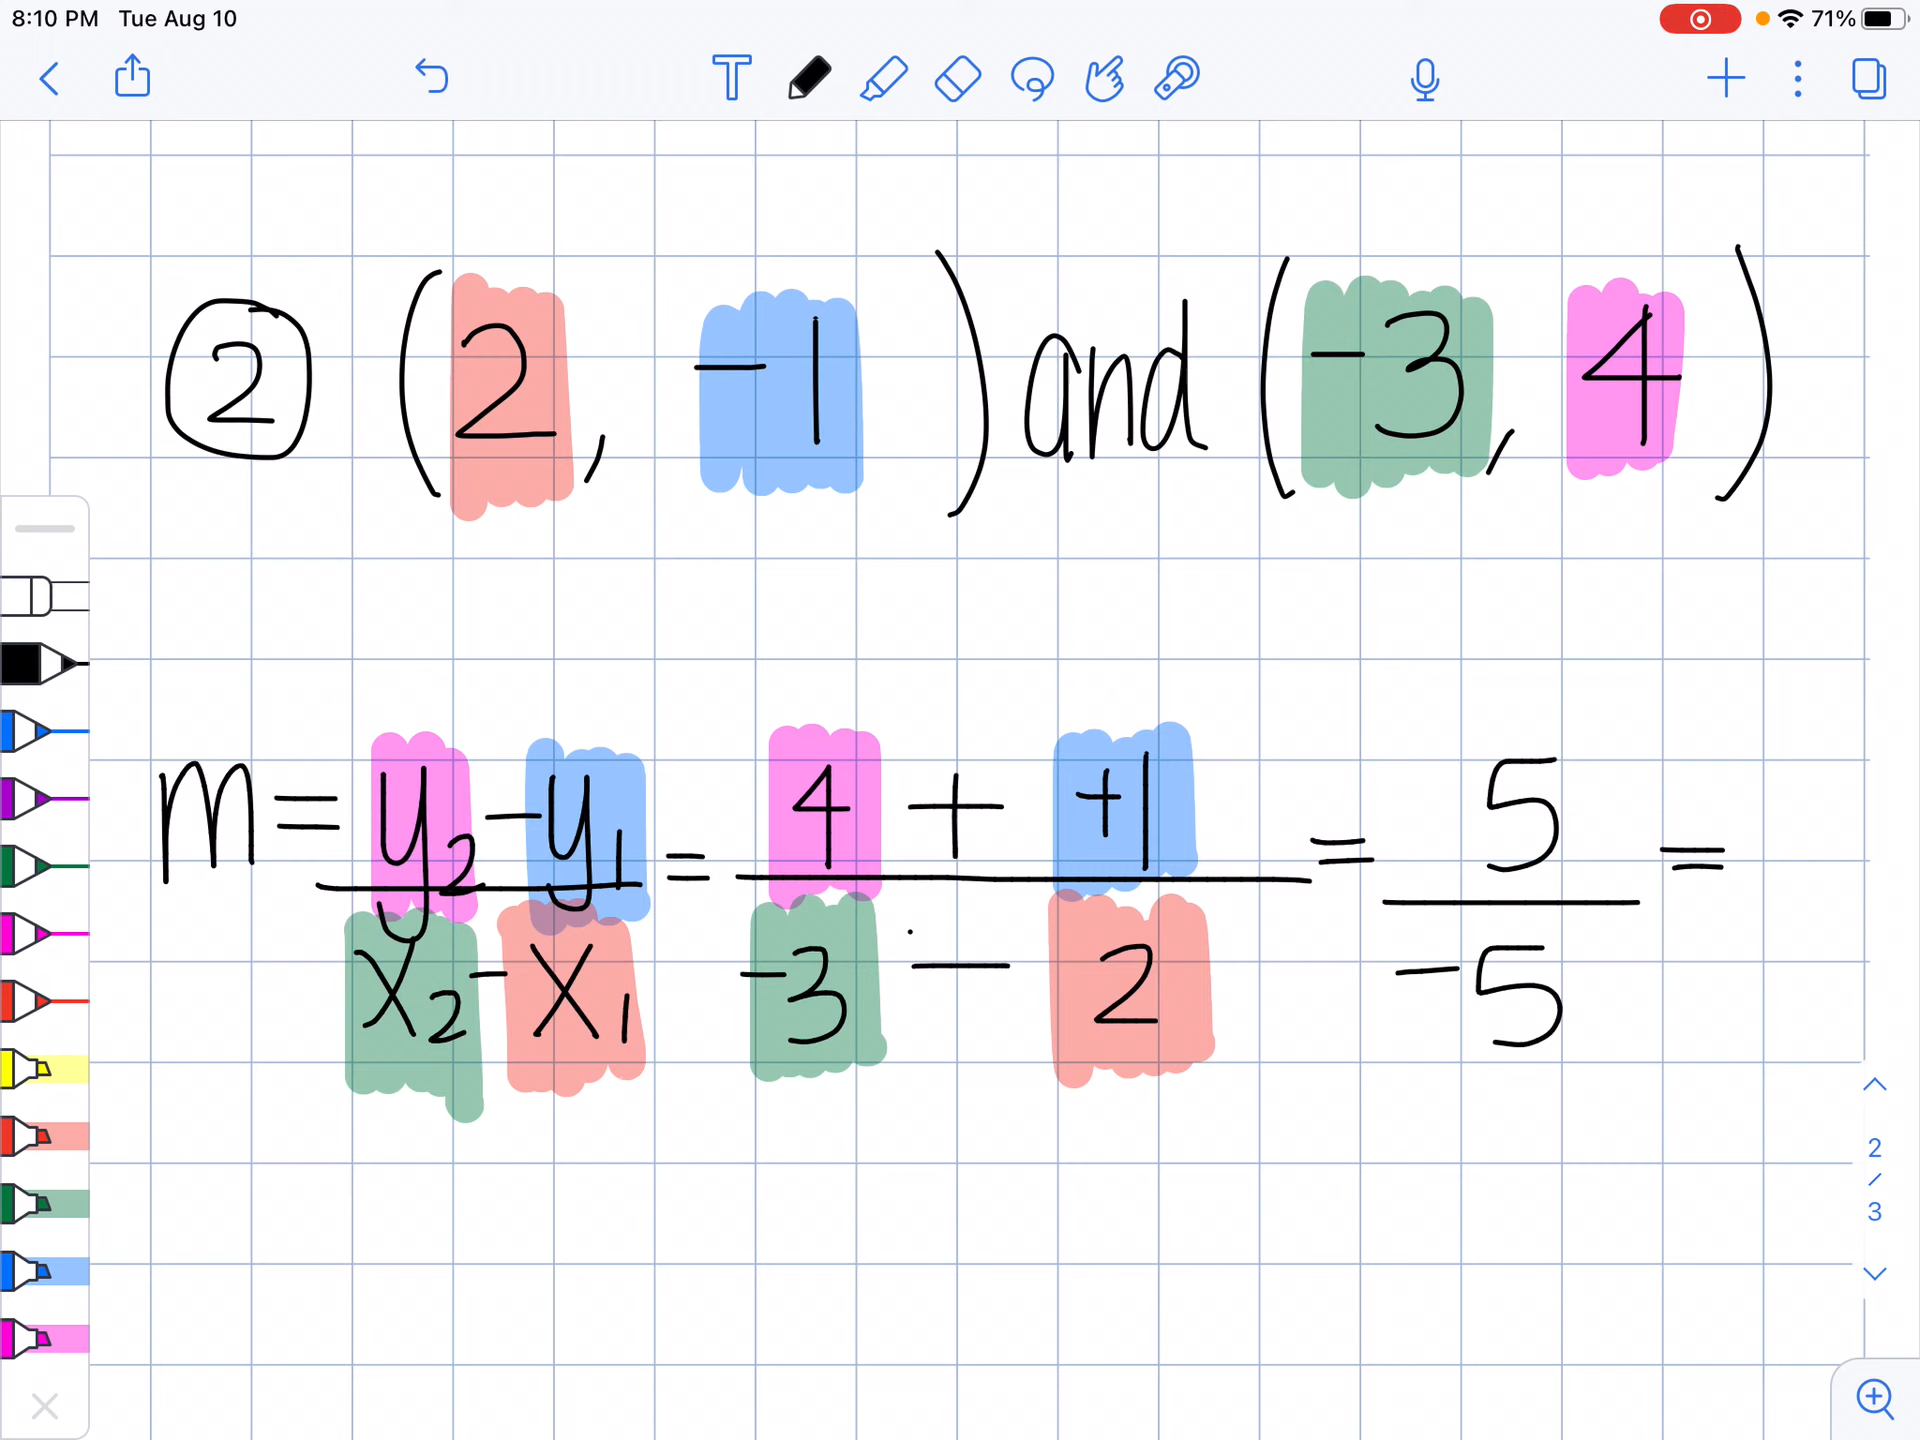 8:10 PM Tue Aug 10 71%
T
② (2, -1) and (-3, 4)
m = y₂ - y₁ / x₂ - x₁ = 4 + +1 / -3 - 2 = 5 / -5 =
2
/
3